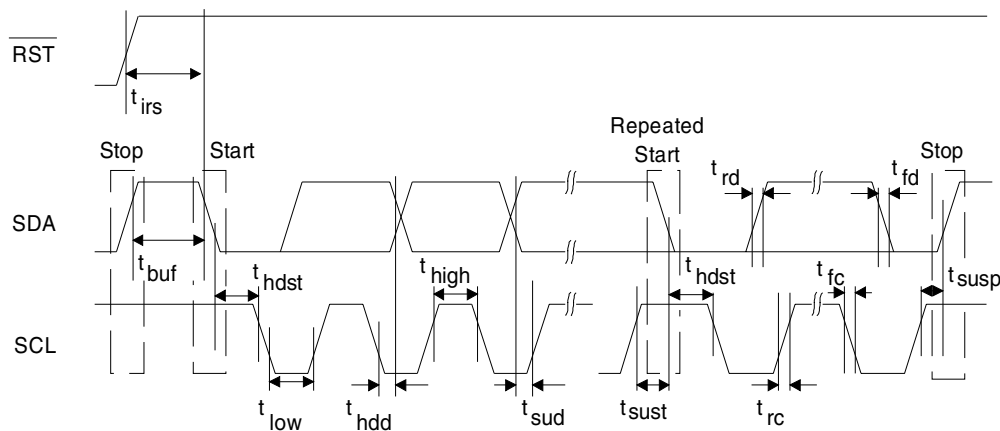 RST
t irs
Repeated
Stop Start Start Stop
t rd t fd
SDA
t buf t hdst t high t hdst t fc t susp
SCL
t low t hdd t sud t sust t rc